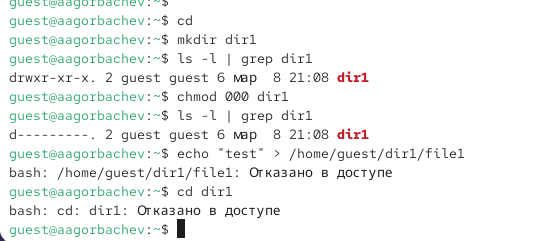 guest@aagorbachev:~$
guest@aagorbachev:~$ cd
guest@aagorbachev:~$ mkdir dir1
guest@aagorbachev:~$ ls -l | grep dir1
drwxr-xr-x. 2 guest guest 6 мар  8 21:08 dir1
guest@aagorbachev:~$ chmod 000 dir1
guest@aagorbachev:~$ ls -l | grep dir1
d---------. 2 guest guest 6 мар  8 21:08 dir1
guest@aagorbachev:~$ echo "test" > /home/guest/dir1/file1
bash: /home/guest/dir1/file1: Отказано в доступе
guest@aagorbachev:~$ cd dir1
bash: cd: dir1: Отказано в доступе
guest@aagorbachev:~$